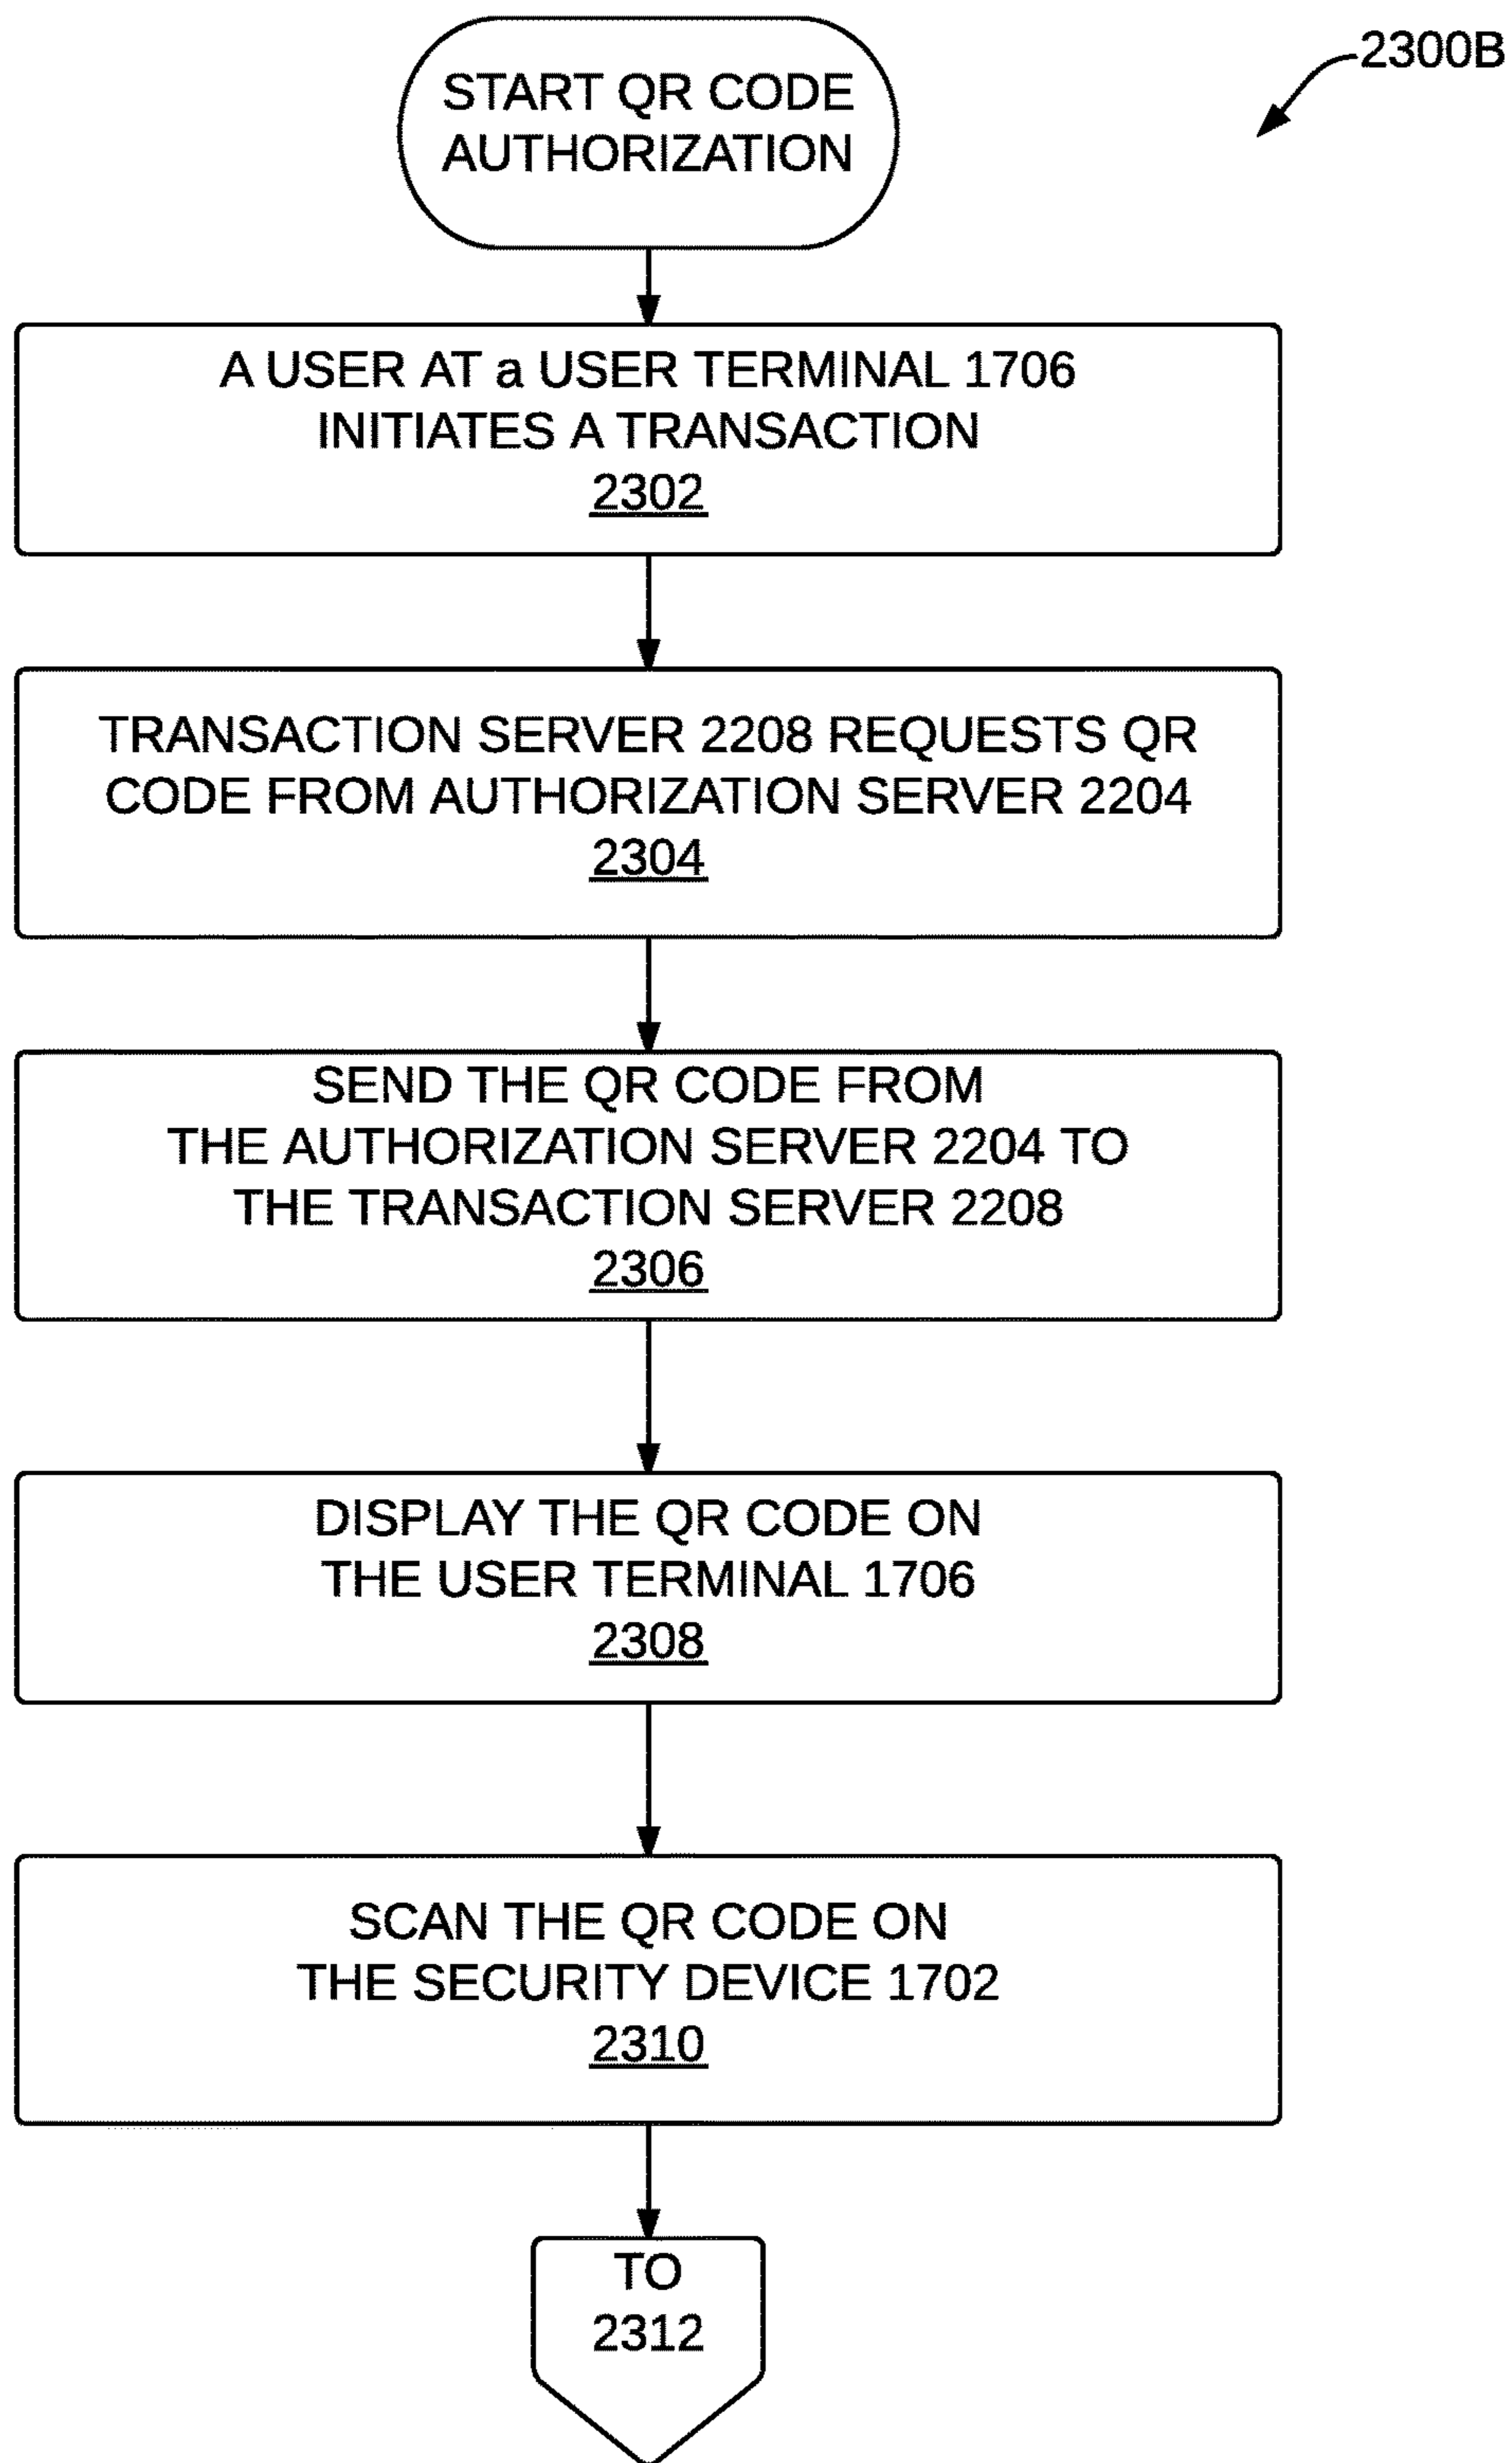 2300B
START QR CODE
AUTHORIZATION
A USER AT a USER TERMINAL 1706
INITIATES A TRANSACTION
2302
TRANSACTION SERVER 2208 REQUESTS QR
CODE FROM AUTHORIZATION SERVER 2204
2304
SEND THE QR CODE FROM
THE AUTHORIZATION SERVER 2204 TO
THE TRANSACTION SERVER 2208
2306
DISPLAY THE QR CODE ON
THE USER TERMINAL 1706
2308
SCAN THE QR CODE ON
THE SECURITY DEVICE 1702
2310
TO
2312